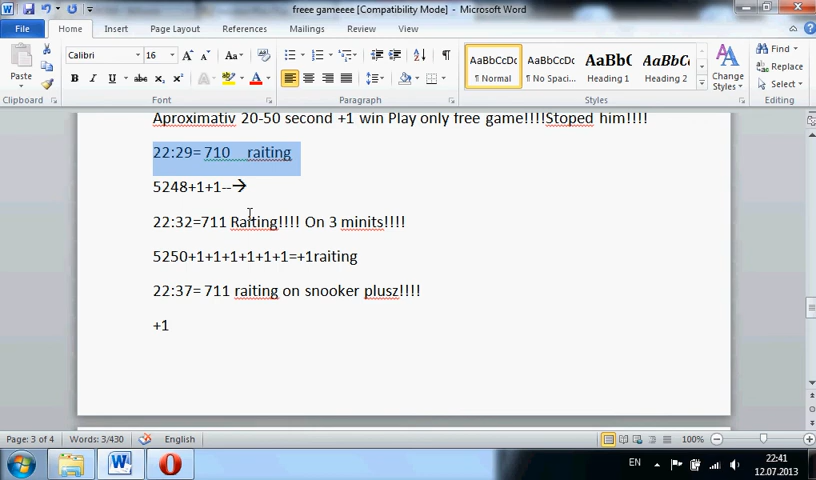 freee gameeee [Compatibility Mode] - Microsoft Word
File Home Insert Page Layout References Mailings Review View
Paste
Clipboard
Calibri 16
Font
Paragraph
AaBbCcDc AaBbCcDc AaBbC AaBbCc
¶ Normal ¶ No Spaci... Heading 1 Heading 2
Change Styles
Styles
Find
Replace
Select
Editing
Aproximativ 20-50 second +1 win Play only free game!!!!Stoped him!!!!
22:29= 710 raiting
5248+1+1--→
22:32=711 Raiting!!!! On 3 minits!!!!
5250+1+1+1+1+1+1=+1raiting
22:37= 711 raiting on snooker plusz!!!!
+1
Page: 3 of 4 Words: 3/430 English 100%
EN 22:41
12.07.2013